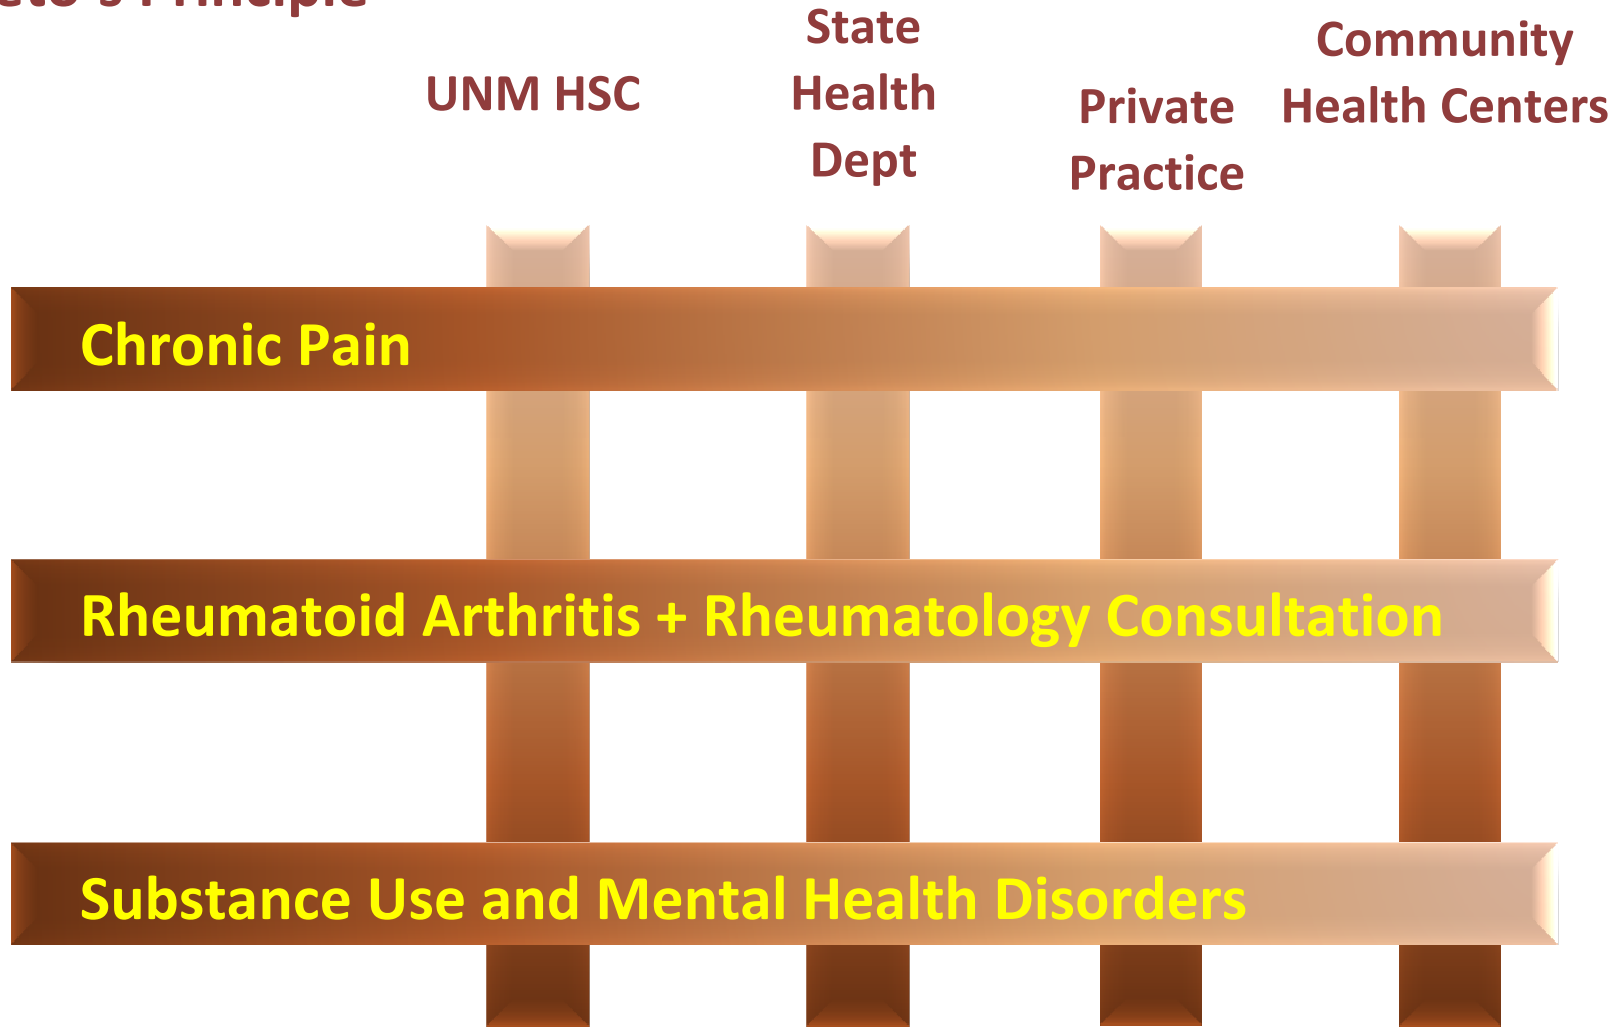 Principle
UNM HSC
State
Health
Dept
Private
Practice
Community
Health Centers
Chronic Pain
Rheumatoid Arthritis + Rheumatology Consultation
Substance Use and Mental Health Disorders